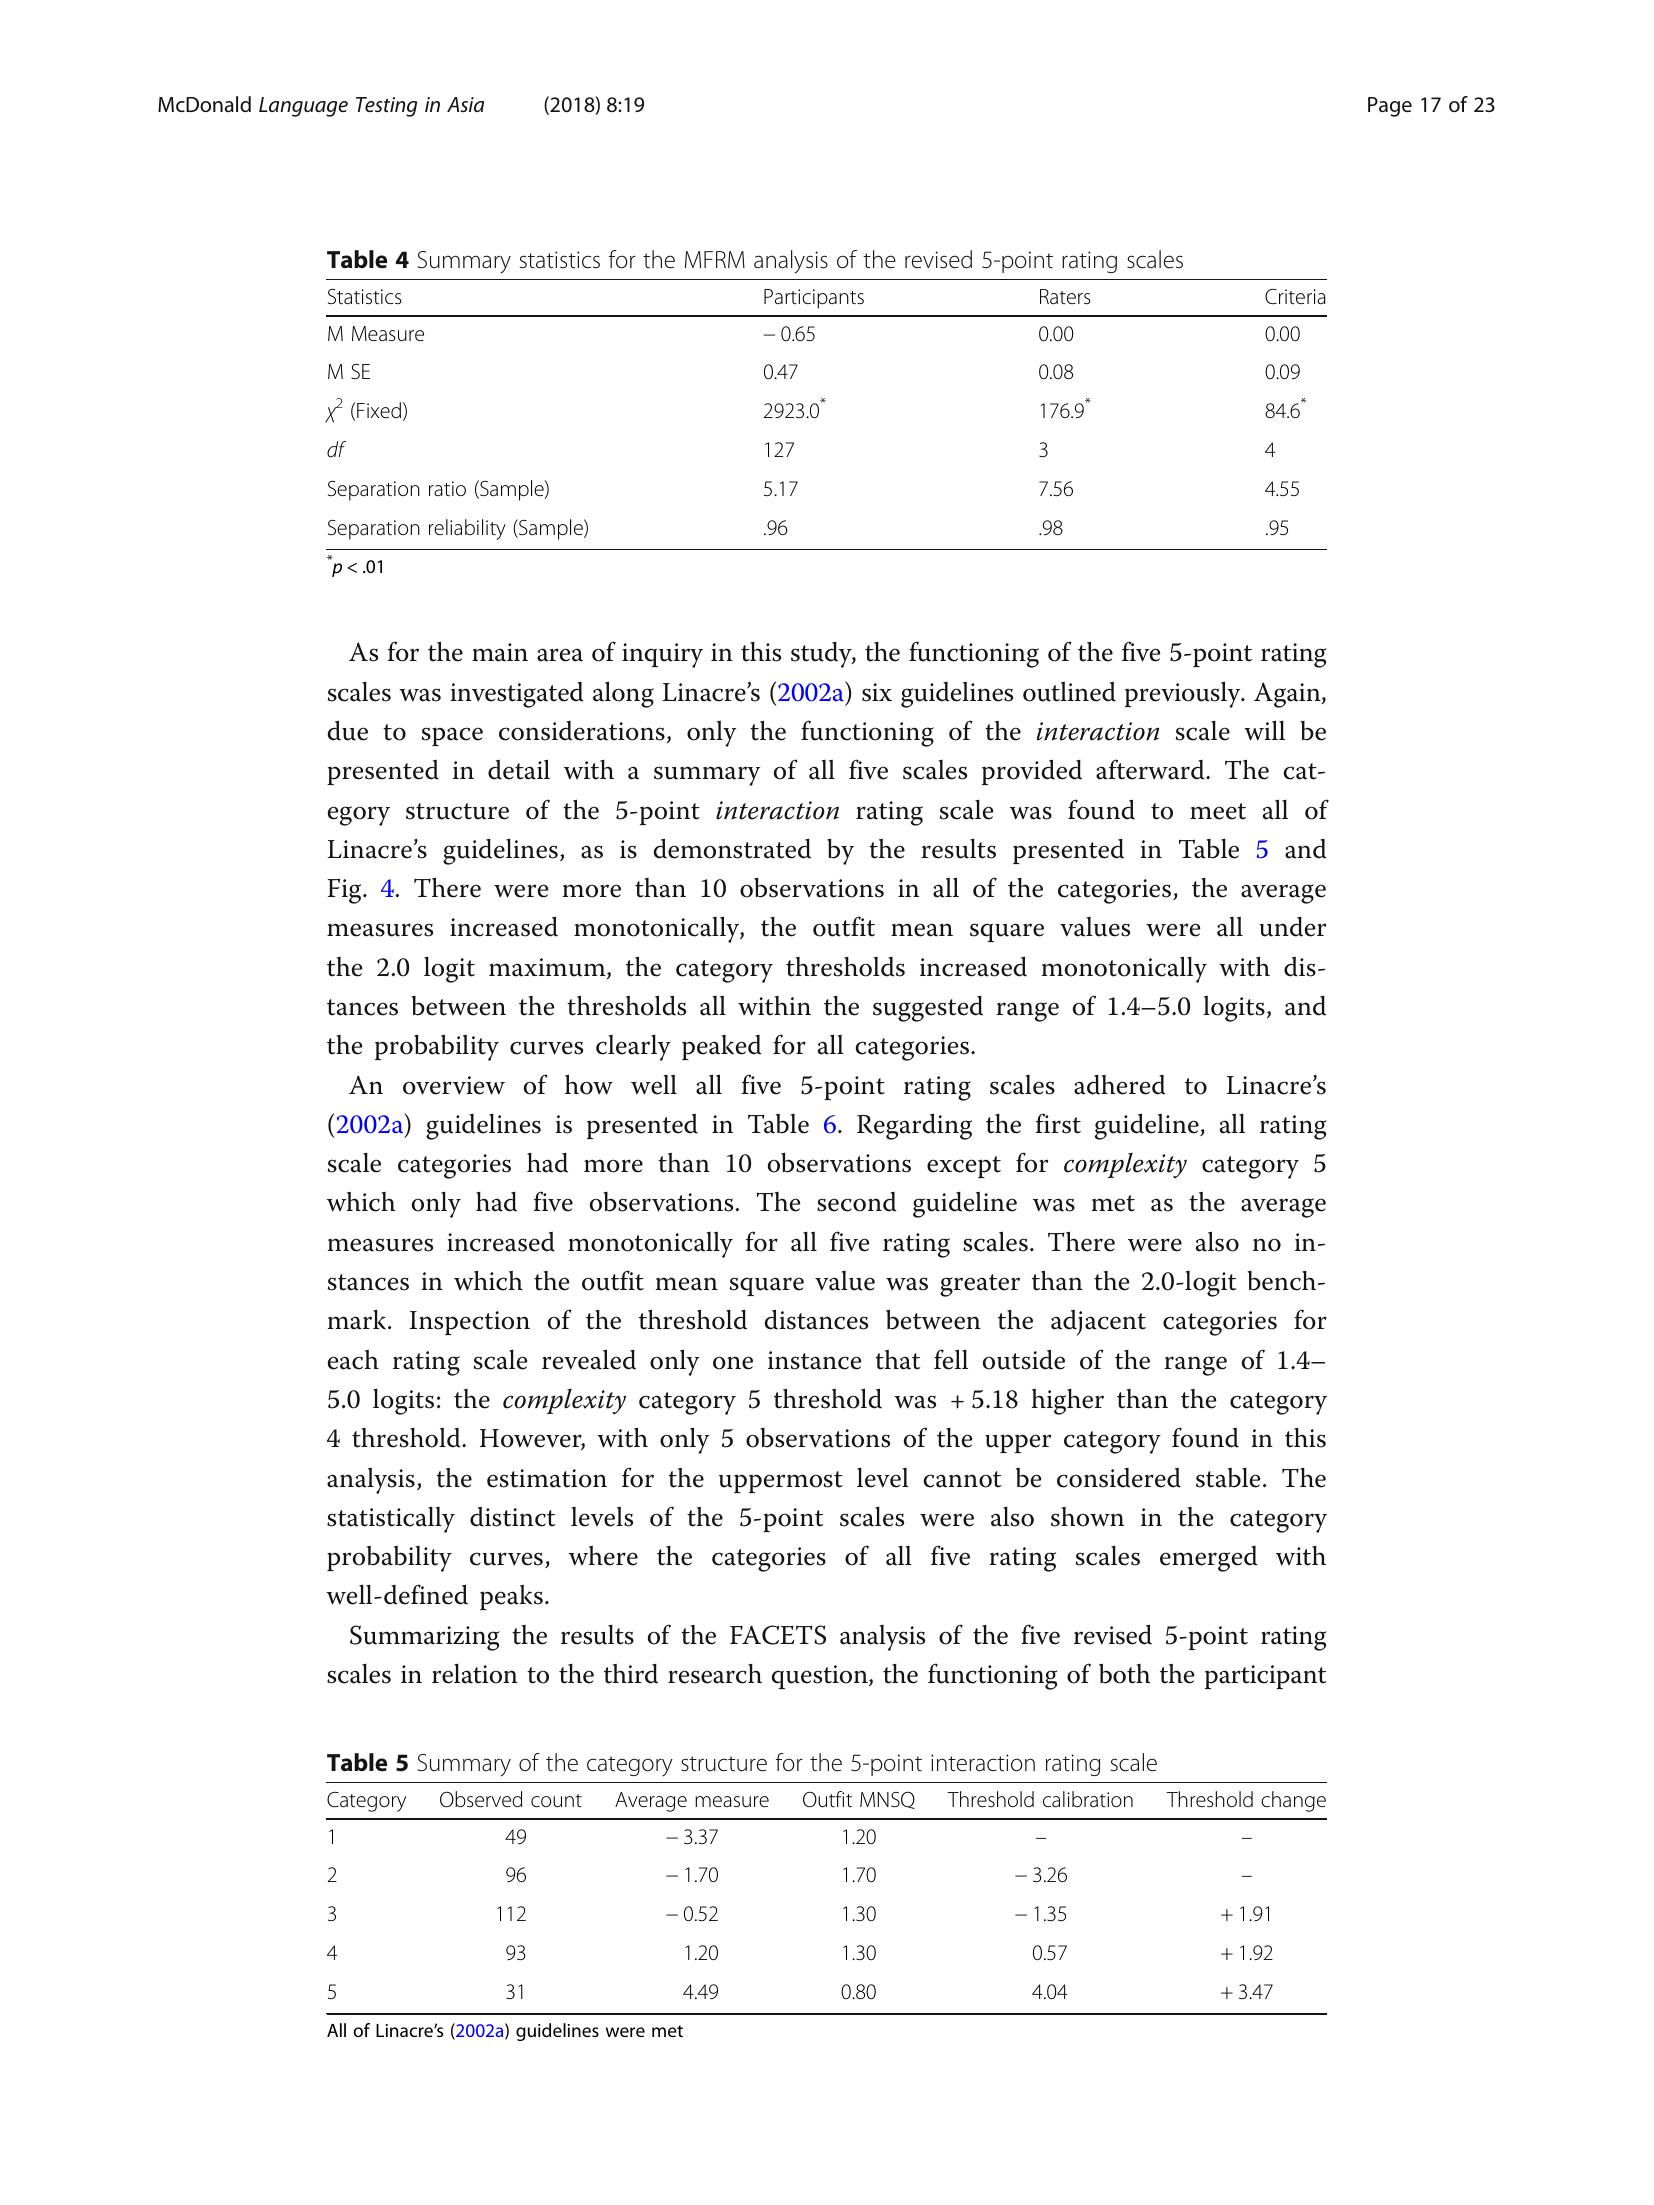 McDonald Language Testing in Asia (2018) 8:19 Page 17 of 23
Table 4 Summary statistics for the MFRM analysis of the revised 5-point rating scales
Statistics Participants Raters Criteria
M Measure − 0.65 0.00 0.00
M SE 0.47 0.08 0.09
χ² (Fixed) 2923.0* 176.9* 84.6*
df 127 3 4
Separation ratio (Sample) 5.17 7.56 4.55
Separation reliability (Sample) .96 .98 .95
*p < .01
As for the main area of inquiry in this study, the functioning of the five 5-point rating
scales was investigated along Linacre’s (2002a) six guidelines outlined previously. Again,
due to space considerations, only the functioning of the interaction scale will be
presented in detail with a summary of all five scales provided afterward. The cat-
egory structure of the 5-point interaction rating scale was found to meet all of
Linacre’s guidelines, as is demonstrated by the results presented in Table 5 and
Fig. 4. There were more than 10 observations in all of the categories, the average
measures increased monotonically, the outfit mean square values were all under
the 2.0 logit maximum, the category thresholds increased monotonically with dis-
tances between the thresholds all within the suggested range of 1.4–5.0 logits, and
the probability curves clearly peaked for all categories.
An overview of how well all five 5-point rating scales adhered to Linacre’s
(2002a) guidelines is presented in Table 6. Regarding the first guideline, all rating
scale categories had more than 10 observations except for complexity category 5
which only had five observations. The second guideline was met as the average
measures increased monotonically for all five rating scales. There were also no in-
stances in which the outfit mean square value was greater than the 2.0-logit bench-
mark. Inspection of the threshold distances between the adjacent categories for
each rating scale revealed only one instance that fell outside of the range of 1.4–
5.0 logits: the complexity category 5 threshold was + 5.18 higher than the category
4 threshold. However, with only 5 observations of the upper category found in this
analysis, the estimation for the uppermost level cannot be considered stable. The
statistically distinct levels of the 5-point scales were also shown in the category
probability curves, where the categories of all five rating scales emerged with
well-defined peaks.
Summarizing the results of the FACETS analysis of the five revised 5-point rating
scales in relation to the third research question, the functioning of both the participant
Table 5 Summary of the category structure for the 5-point interaction rating scale
Category Observed count Average measure Outfit MNSQ Threshold calibration Threshold change
1 49 − 3.37 1.20 – –
2 96 − 1.70 1.70 − 3.26 –
3 112 − 0.52 1.30 − 1.35 + 1.91
4 93 1.20 1.30 0.57 + 1.92
5 31 4.49 0.80 4.04 + 3.47
All of Linacre’s (2002a) guidelines were met